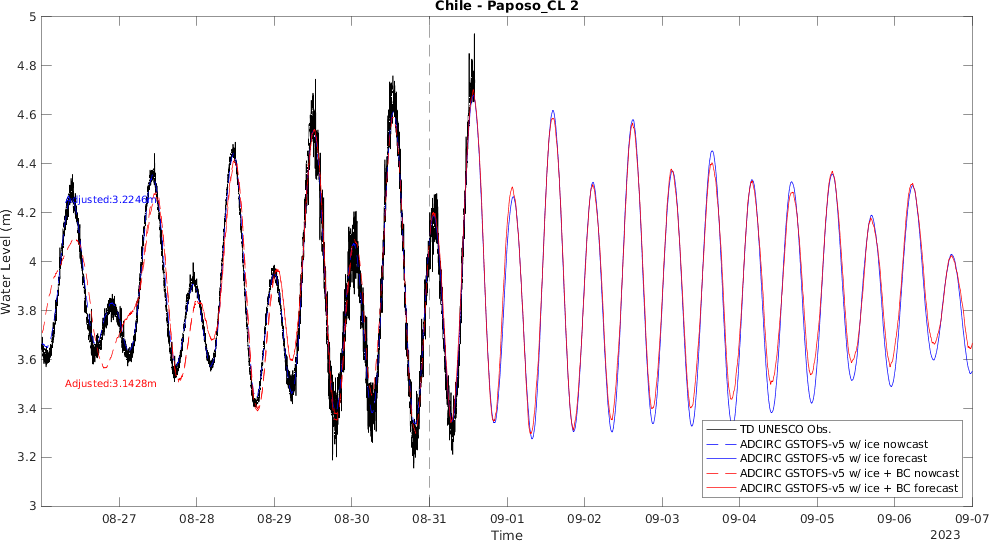 Chile - Paposo_CL 2
Water Level (m)
5
4.8
4.6
4.4
4.2
4
3.8
3.6
3.4
3.2
3
Adjusted:3.2246m
Adjusted:3.1428m
TD UNESCO Obs.
ADCIRC GSTOFS-v5 w/ ice nowcast
ADCIRC GSTOFS-v5 w/ ice forecast
ADCIRC GSTOFS-v5 w/ ice + BC nowcast
ADCIRC GSTOFS-v5 w/ ice + BC forecast
08-27 08-28 08-29 08-30 08-31 09-01 09-02 09-03 09-04 09-05 09-06 09-07
Time
2023